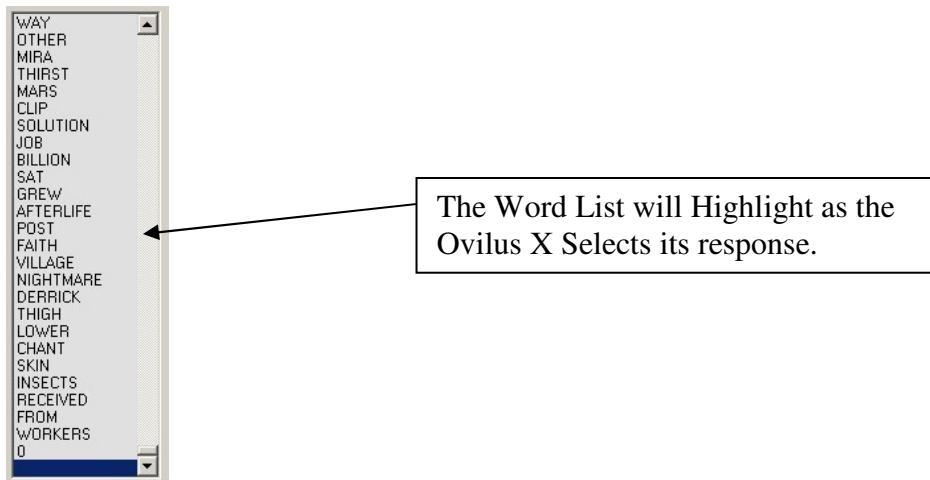 WAY
OTHER
MIRA
THIRST
MARS
CLIP
SOLUTION
JOB
BILLION
SAT
GREW
AFTERLIFE
POST
FAITH
VILLAGE
NIGHTMARE
DERRICK
THIGH
LOWER
CHANT
SKIN
INSECTS
RECEIVED
FROM
WORKERS
0
The Word List will Highlight as the
Ovilus X Selects its response.